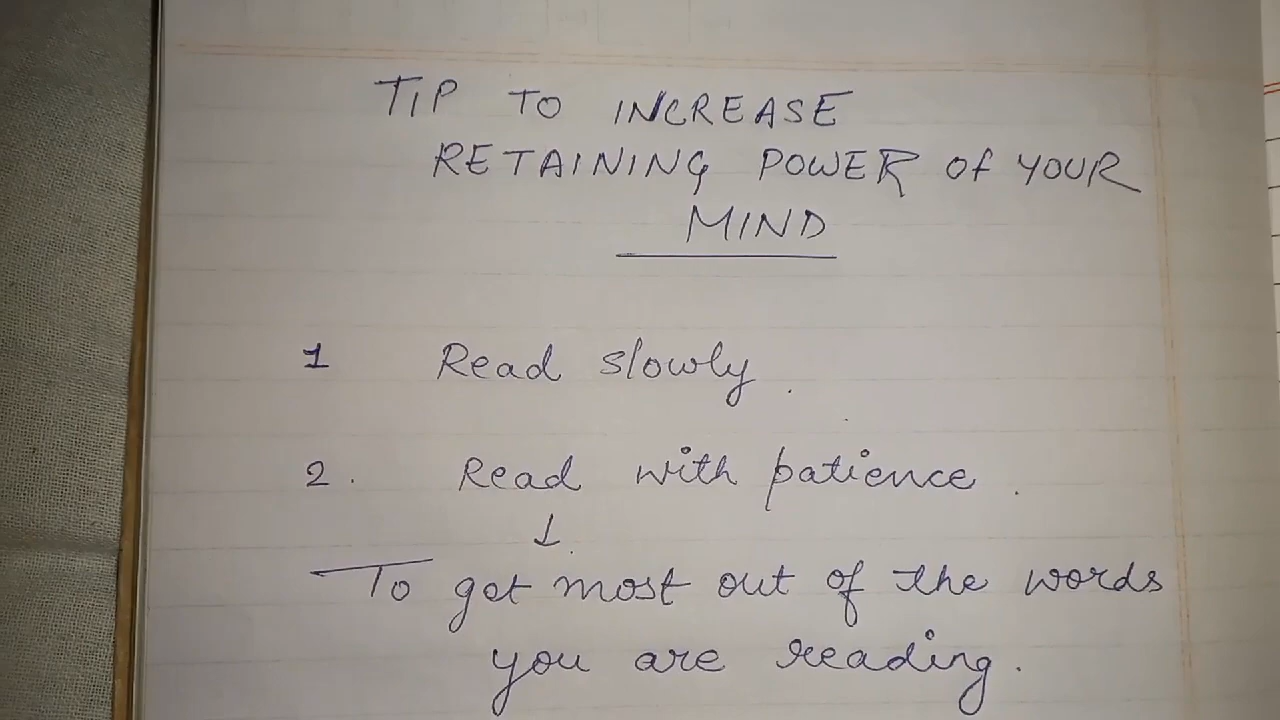 TIP TO INCREASE
RETAINING POWER Of YOUR
MIND
1 Read slowly.
2. Read with patience.
↓
To get most out of the words
you are reading.